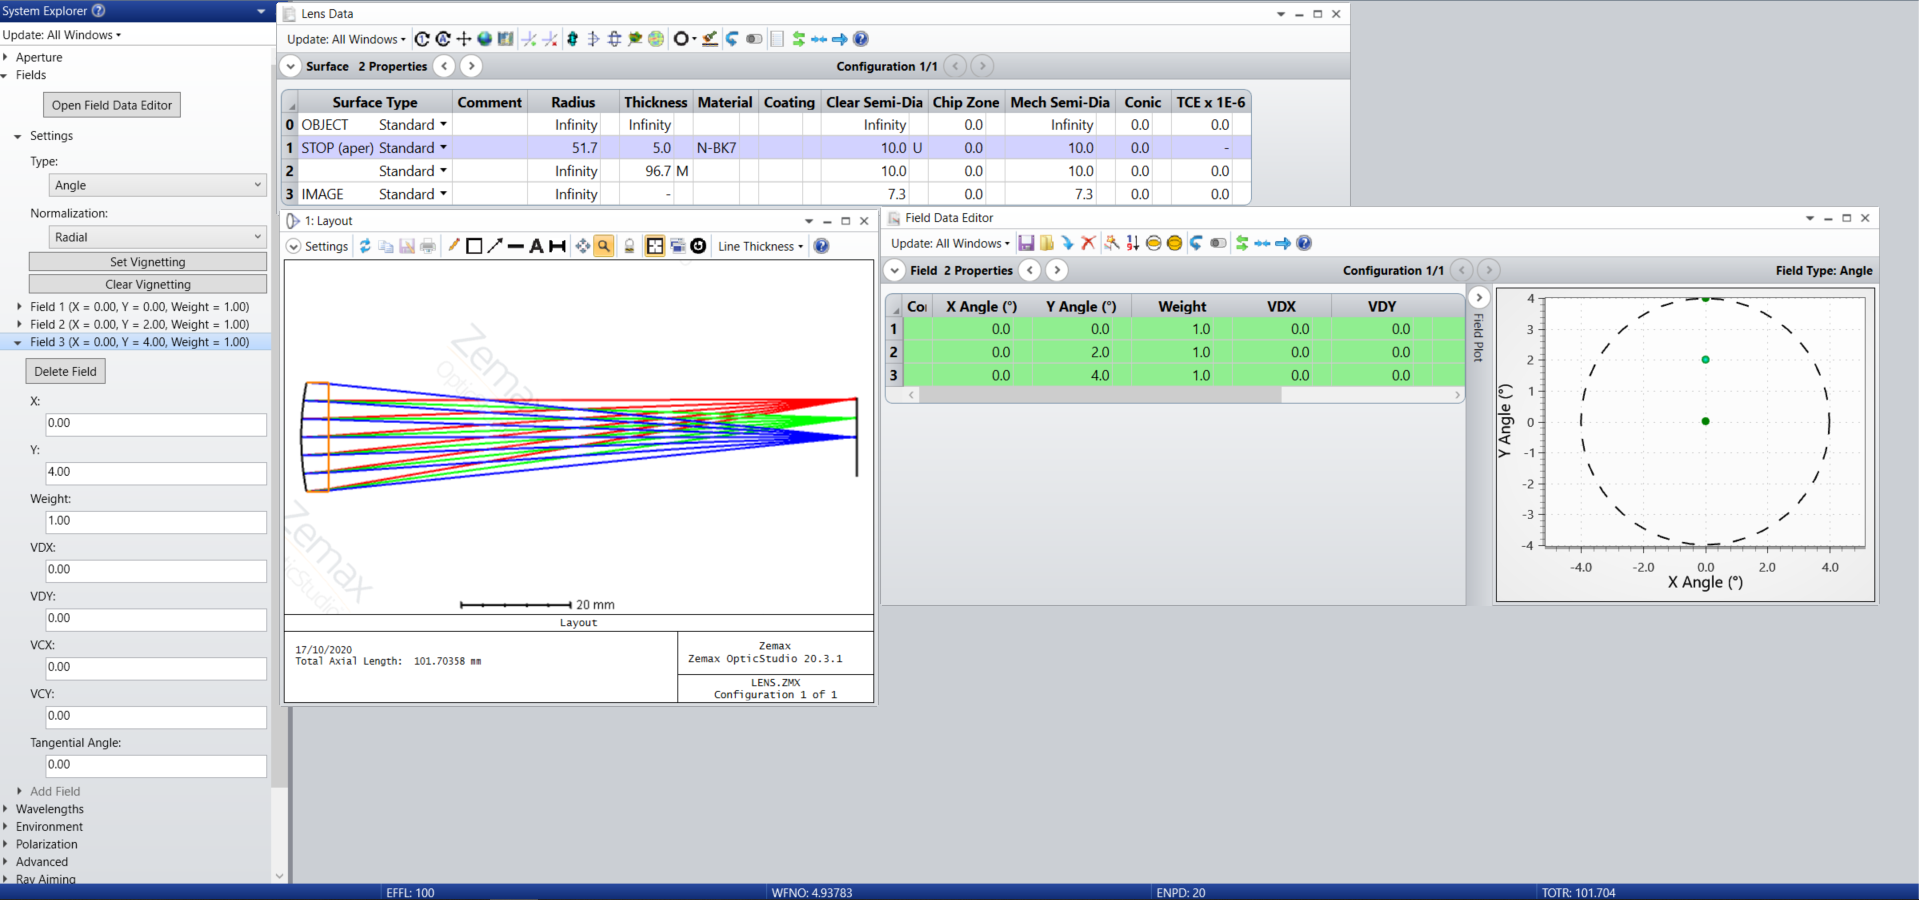 System Explorer
Update: All Windows
Aperture
Fields
Open Field Data Editor
Settings
Type:
Angle
Normalization:
Radial
Set Vignetting
Clear Vignetting
Field 1 (X = 0.00, Y = 0.00, Weight = 1.00)
Field 2 (X = 0.00, Y = 2.00, Weight = 1.00)
Field 3 (X = 0.00, Y = 4.00, Weight = 1.00)
Delete Field
X:
0.00
Y:
4.00
Weight:
1.00
VDX:
0.00
VDY:
0.00
VCX:
0.00
VCY:
0.00
Tangential Angle:
0.00
Add Field
Wavelengths
Environment
Polarization
Advanced
Ray Aiming
Lens Data
Update: All Windows
Surface 2 Properties Configuration 1/1
Surface Type Comment Radius Thickness Material Coating Clear Semi-Dia Chip Zone Mech Semi-Dia Conic TCE x 1E-6
0 OBJECT Standard Infinity Infinity Infinity 0.0 Infinity 0.0 0.0
1 STOP (aper) Standard 51.7 5.0 N-BK7 10.0 U 0.0 10.0 0.0 -
2 Standard Infinity 96.7 M 10.0 0.0 10.0 0.0 0.0
3 IMAGE Standard Infinity - 7.3 0.0 7.3 0.0 0.0
1: Layout
Settings Line Thickness
Zemax
OpticStudio
Zemax
OpticStudio
20 mm
Layout
17/10/2020
Total Axial Length: 101.70358 mm
Zemax
Zemax OpticStudio 20.3.1
LENS.ZMX
Configuration 1 of 1
Field Data Editor
Update: All Windows
Field 2 Properties Configuration 1/1 Field Type: Angle
Co X Angle (°) Y Angle (°) Weight VDX VDY
1 0.0 0.0 1.0 0.0 0.0
2 0.0 2.0 1.0 0.0 0.0
3 0.0 4.0 1.0 0.0 0.0
Field Plot
Y Angle (°)
4
3
2
1
0
-1
-2
-3
-4
-4.0 -2.0 0.0 2.0 4.0
X Angle (°)
EFFL: 100 WFNO: 4.93783 ENPD: 20 TOTR: 101.704